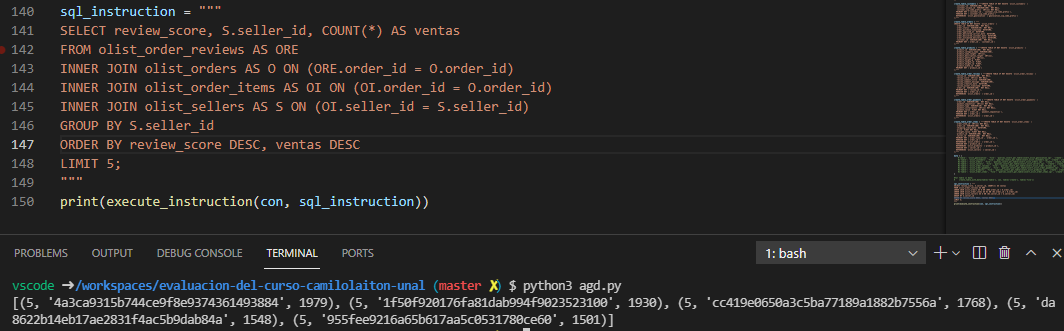 140 sql_instruction = """
141 SELECT review_score, S.seller_id, COUNT(*) AS ventas
142 FROM olist_order_reviews AS ORE
143 INNER JOIN olist_orders AS O ON (ORE.order_id = O.order_id)
144 INNER JOIN olist_order_items AS OI ON (OI.order_id = O.order_id)
145 INNER JOIN olist_sellers AS S ON (OI.seller_id = S.seller_id)
146 GROUP BY S.seller_id
147 ORDER BY review_score DESC, ventas DESC
148 LIMIT 5;
149 """
150 print(execute_instruction(con, sql_instruction))
PROBLEMS OUTPUT DEBUG CONSOLE TERMINAL PORTS 1: bash
vscode ➜/workspaces/evaluacion-del-curso-camilolaiton-unal (master ✗) $ python3 agd.py
[(5, '4a3ca9315b744ce9f8e9374361493884', 1979), (5, '1f50f920176fa81dab994f9023523100', 1930), (5, 'cc419e0650a3c5ba77189a1882b7556a', 1768), (5, 'da
8622b14eb17ae2831f4ac5b9dab84a', 1548), (5, '955fee9216a65b617aa5c0531780ce60', 1501)]